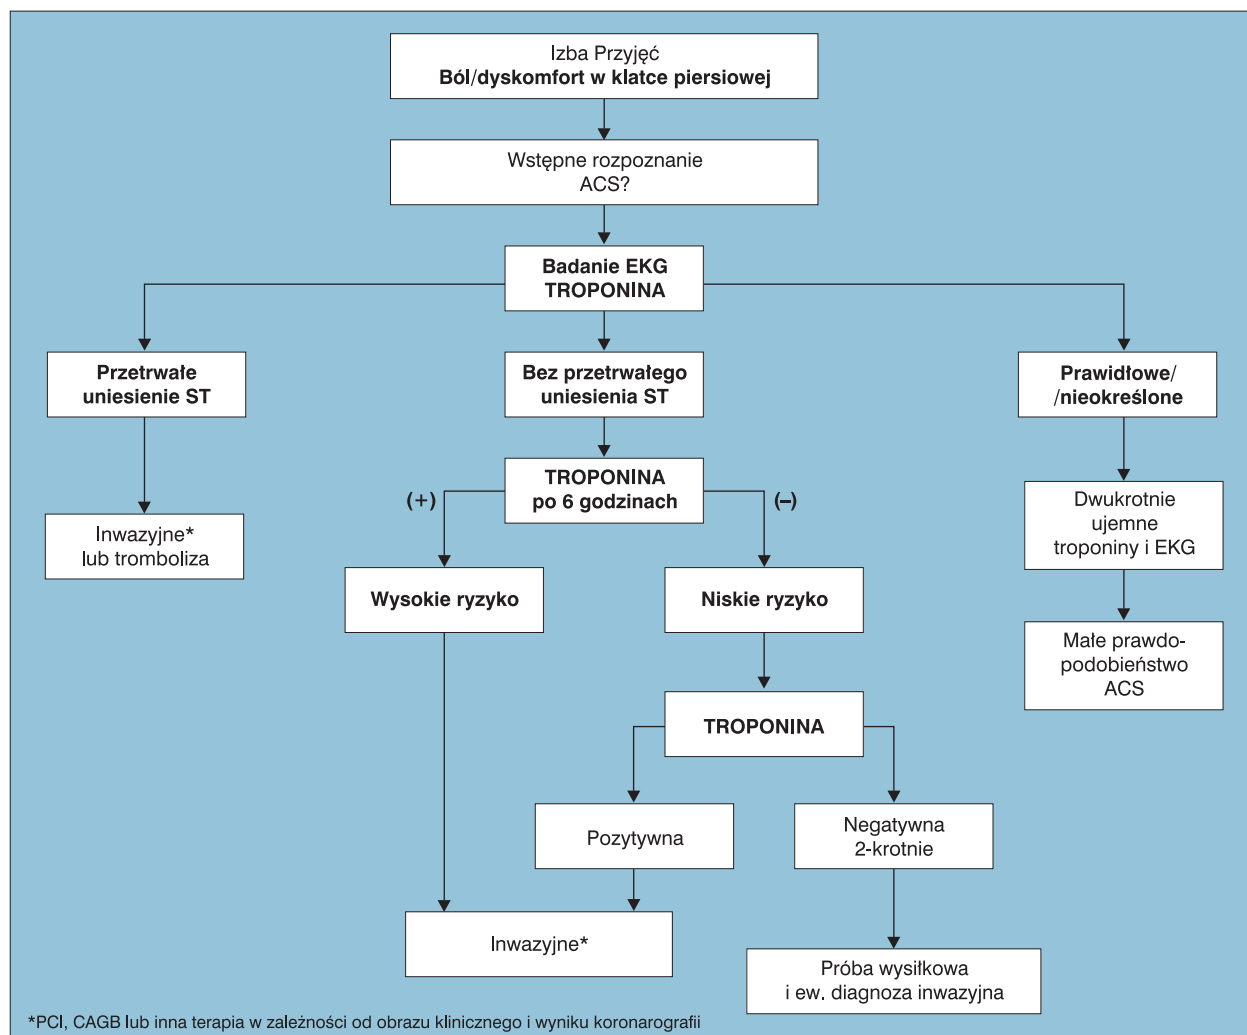 Izba Przyjęć
Ból/dyskomfort w klatce piersiowej
Wstępne rozpoznanie
ACS?
Badanie EKG
TROPONINA
Przetrwałe
uniesienie ST
Bez przetrwałego
uniesienia ST
Prawidłowe/
/nieokreślone
Inwazyjne*
lub tromboliza
(+)
TROPONINA
po 6 godzinach
(–)
Dwukrotnie
ujemne
troponiny i EKG
Wysokie ryzyko
Niskie ryzyko
Małe prawdo-
podobieństwo
ACS
TROPONINA
Pozytywna
Negatywna
2-krotnie
Inwazyjne*
Próba wysiłkowa
i ew. diagnoza inwazyjna
*PCI, CAGB lub inna terapia w zależności od obrazu klinicznego i wyniku koronarografii